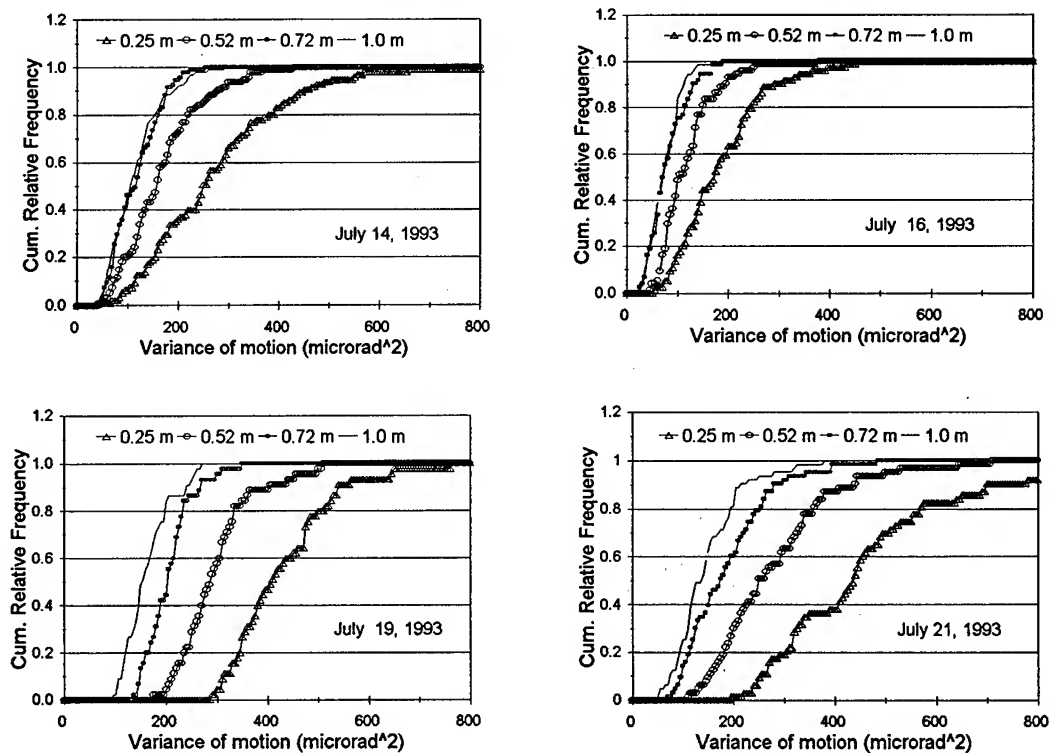 1.2
0.25 m 0.52 m 0.72 m 1.0 m
1.0
0.8
0.6
0.4
0.2
0.0
Cum. Relative Frequency
July 14, 1993
0 200 400 600 800
Variance of motion (microrad^2)
1.2
0.25 m 0.52 m 0.72 m 1.0 m
1.0
0.8
0.6
0.4
0.2
0.0
Cum. Relative Frequency
July 16, 1993
0 200 400 600 800
Variance of motion (microrad^2)
1.2
0.25 m 0.52 m 0.72 m 1.0 m
1.0
0.8
0.6
0.4
0.2
0.0
Cum. Relative Frequency
July 19, 1993
0 200 400 600 800
Variance of motion (microrad^2)
1.2
0.25 m 0.52 m 0.72 m 1.0 m
1.0
0.8
0.6
0.4
0.2
0.0
Cum. Relative Frequency
July 21, 1993
0 200 400 600 800
Variance of motion (microrad^2)